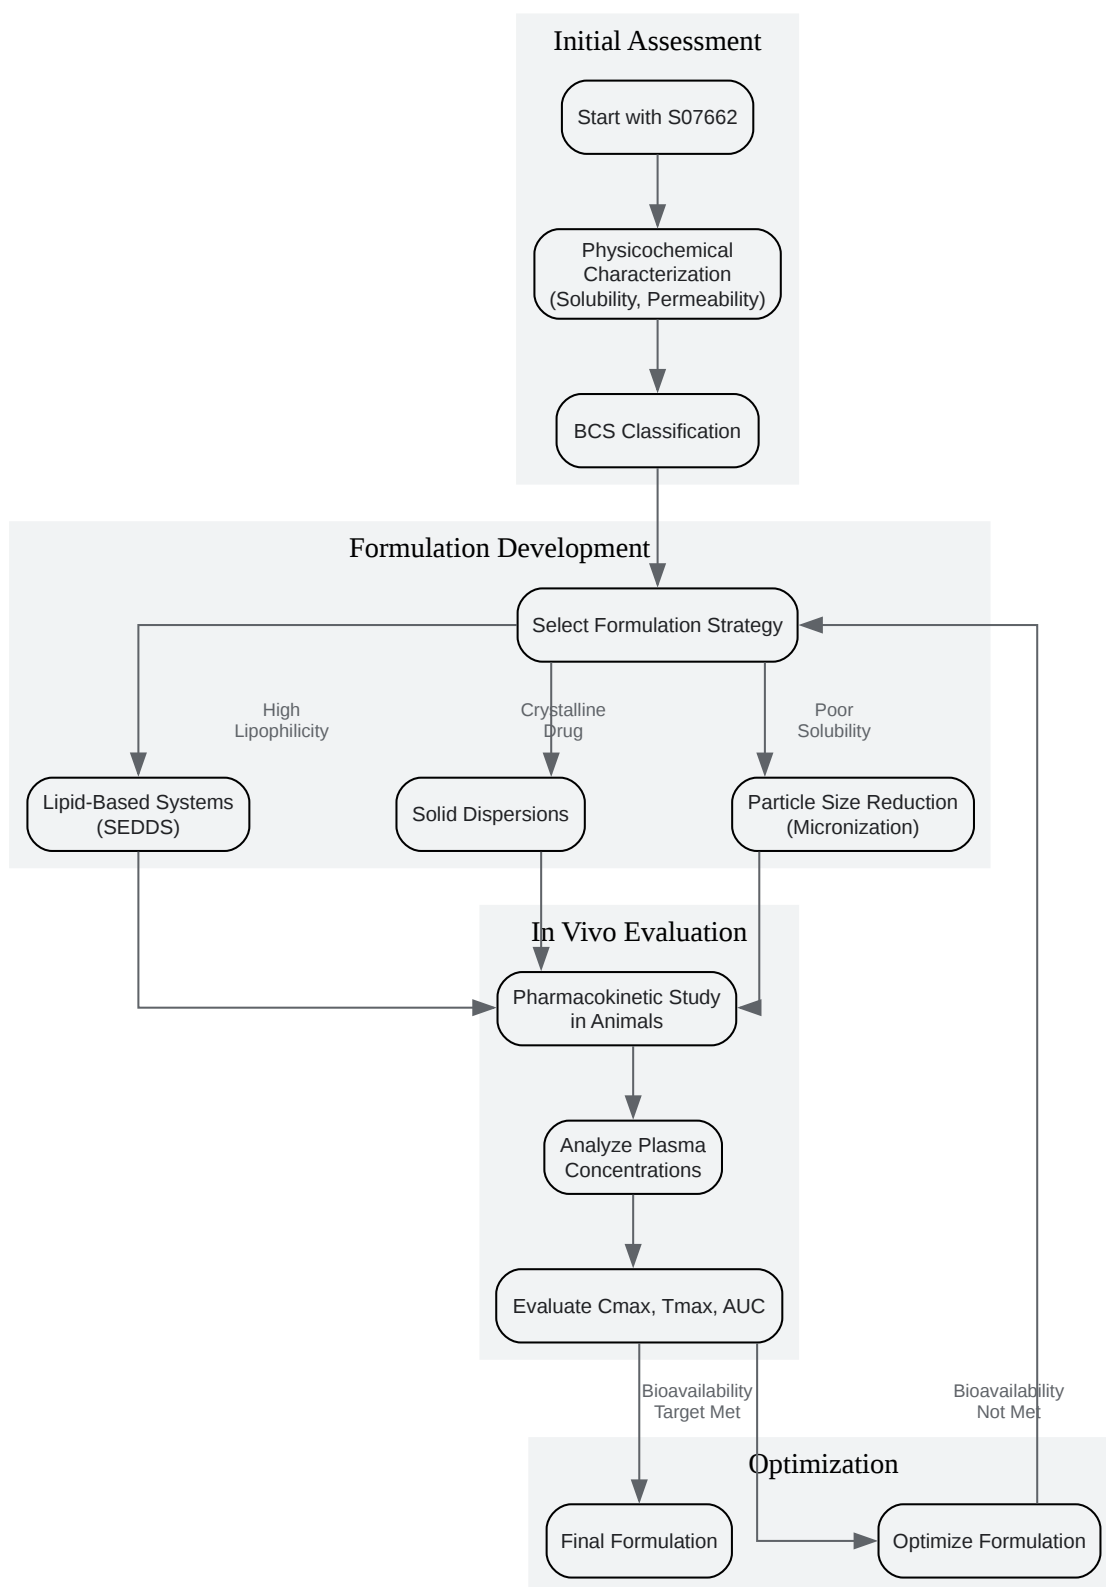 Initial Assessment
Start with S07662
Physicochemical
Characterization
(Solubility, Permeability)
BCS Classification
Formulation Development
Select Formulation Strategy
High
Lipophilicity
Crystalline
Drug
Poor
Solubility
Lipid-Based Systems
(SEDDS)
Solid Dispersions
Particle Size Reduction
(Micronization)
In Vivo Evaluation
Pharmacokinetic Study
in Animals
Analyze Plasma
Concentrations
Evaluate Cmax, Tmax, AUC
Bioavailability
Target Met
Bioavailability
Not Met
Optimization
Final Formulation
Optimize Formulation